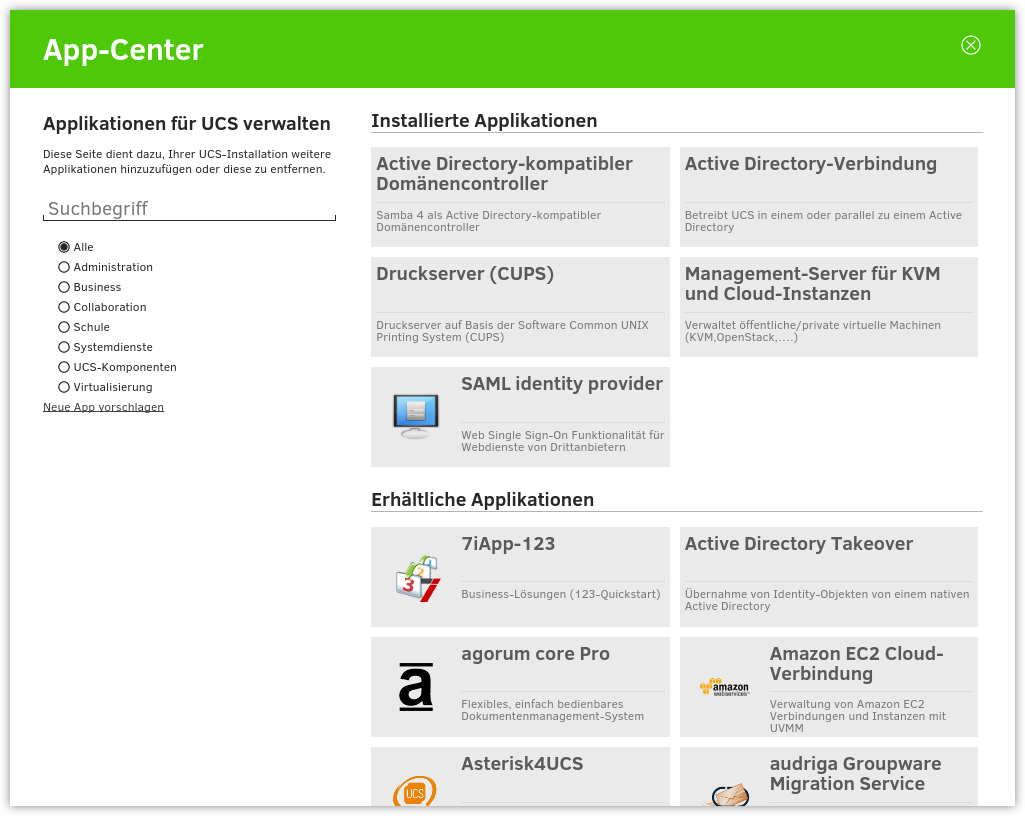 App-Center
Applikationen für UCS verwalten
Diese Seite dient dazu, Ihrer UCS-Installation weitere
Applikationen hinzuzufügen oder diese zu entfernen.
Suchbegriff
Alle
Administration
Business
Collaboration
Schule
Systemdienste
UCS-Komponenten
Virtualisierung
Neue App vorschlagen
Installierte Applikationen
Active Directory-kompatibler
Domänencontroller
Samba 4 als Active Directory-kompatibler
Domänencontroller
Active Directory-Verbindung
Betreibt UCS in einem oder parallel zu einem Active
Directory
Druckserver (CUPS)
Druckserver auf Basis der Software Common UNIX
Printing System (CUPS)
Management-Server für KVM
und Cloud-Instanzen
Verwaltet öffentliche/private virtuelle Machinen
(KVM,OpenStack,....)
SAML identity provider
Web Single Sign-On Funktionalität für
Webdienste von Drittanbietern
Erhältliche Applikationen
7iApp-123
Business-Lösungen (123-Quickstart)
Active Directory Takeover
Übernahme von Identity-Objekten von einem nativen
Active Directory
a
agorum core Pro
Flexibles, einfach bedienbares
Dokumentenmanagement-System
amazon
webservices™
Amazon EC2 Cloud-
Verbindung
Verwaltung von Amazon EC2
Verbindungen und Instanzen mit
UVMM
UCS
Asterisk4UCS
audriga Groupware
Migration Service